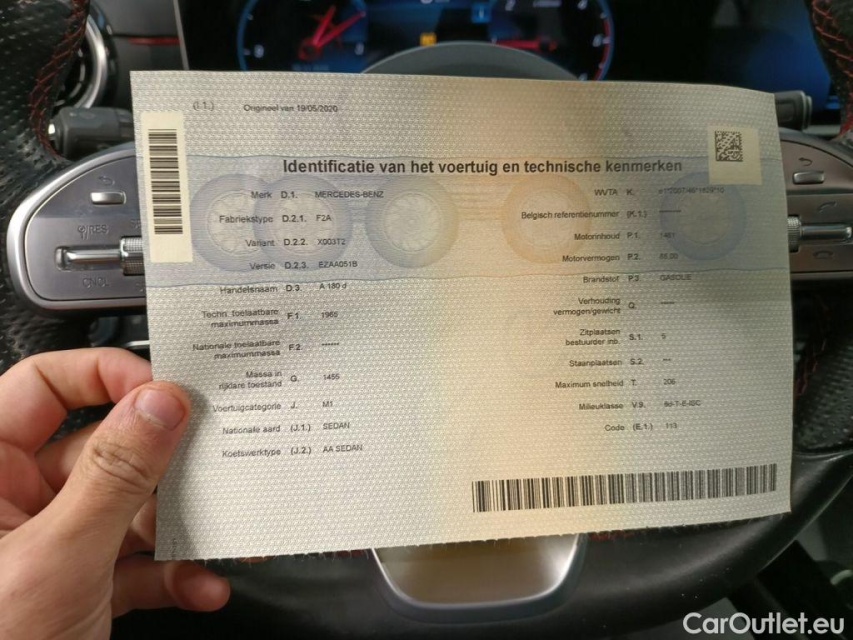 (I.1.) Origineel van 19/05/2020
Identificatie van het voertuig en technische kenmerken
Merk D.1. MERCEDES-BENZ
Fabriekstype D.2.1. F2A
Variant D.2.2. X003T2
Versie D.2.3. EZAA051B
Handelsnaam D.3. A 180 d
Techn. toelaatbare maximummassa F.1. 1965
Nationale toelaatbare maximummassa F.2. ------
Massa in rijklare toestand G. 1455
Voertuigcategorie J. M1
Nationale aard (J.1.) SEDAN
Koetswerktype (J.2.) AA SEDAN
WVTA K.
Belgisch referentienummer (K.1.) -----
Motorinhoud P.1. 1461
Motorvermogen P.2. 85.00
Brandstof P.3. GASOLIE
Verhouding vermogen/gewicht Q. ----
Zitplaatsen bestuurder inb. S.1. 5
Staanplaatsen S.2. ---
Maximum snelheid T. 206
Milieuklasse V.9. 6d-T-E-ISC
Code (E.1.) 113
CarOutlet.eu